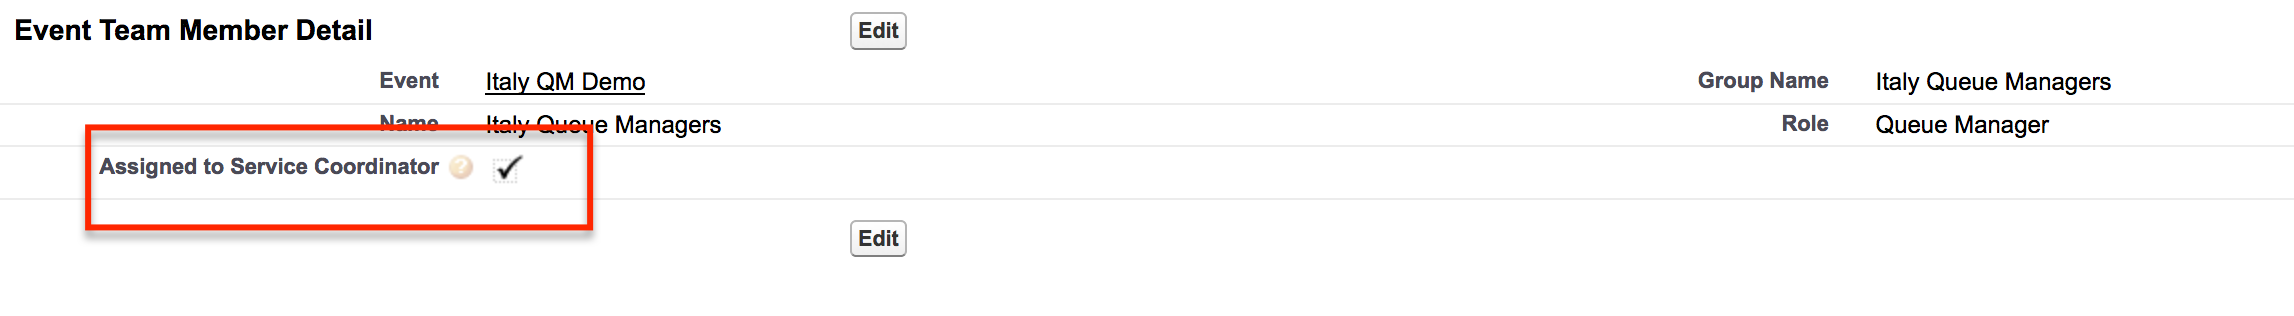 Event Team Member Detail Edit
Event Italy QM Demo Group Name Italy Queue Managers
Name Italy Queue Managers Role Queue Manager
Assigned to Service Coordinator ?
Edit